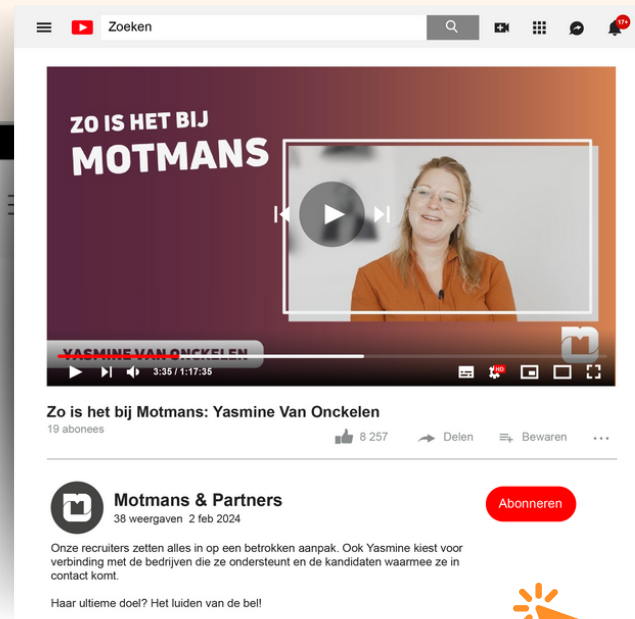 Zoeken
17+
ZO IS HET BIJ
MOTMANS
YASMINE VAN ONCKELEN
3:35 / 1:17:35
HD
Zo is het bij Motmans: Yasmine Van Onckelen
19 abonees
8 257
Delen
Bewaren
Motmans & Partners
38 weergaven 2 feb 2024
Abonneren
Onze recruiters zetten alles in op een betrokken aanpak. Ook Yasmine kiest voor
verbinding met de bedrijven die ze ondersteunt en de kandidaten waarmee ze in
contact komt.
Haar ultieme doel? Het luiden van de bel!